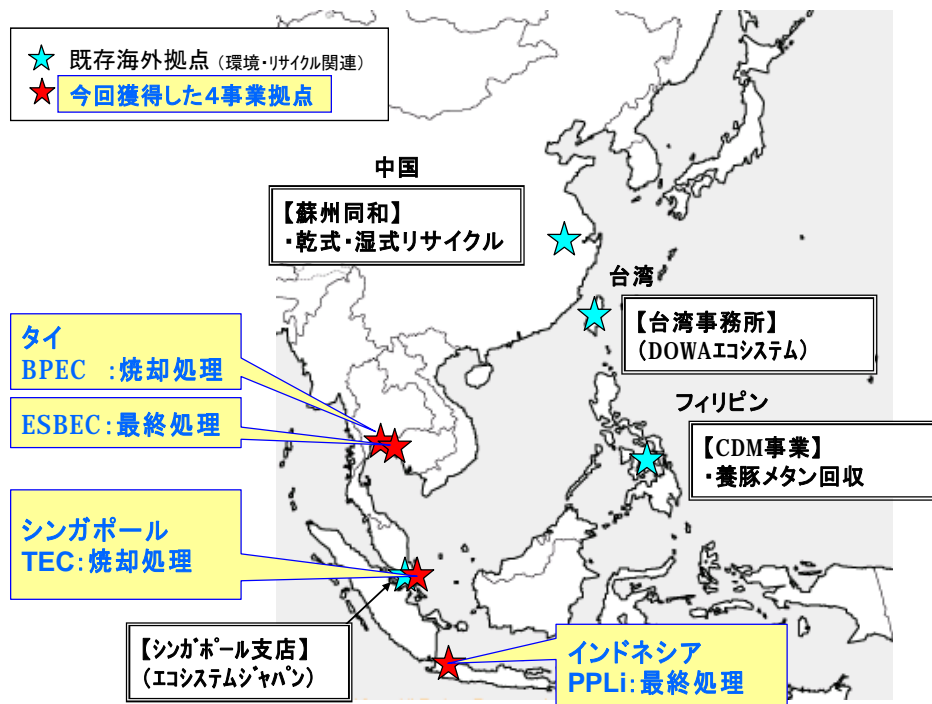 既存海外拠点（環境・リサイクル関連）
今回獲得した4事業拠点
中国
【蘇州同和】
・乾式・湿式リサイクル
台湾
【台湾事務所】
（DOWAエコシステム）
タイ
BPEC ：焼却処理
ESBEC：最終処理
フィリピン
【CDM事業】
・養豚メタン回収
シンガポール
TEC：焼却処理
【シンガポール支店】
（エコシステムジャパン）
インドネシア
PPLi：最終処理